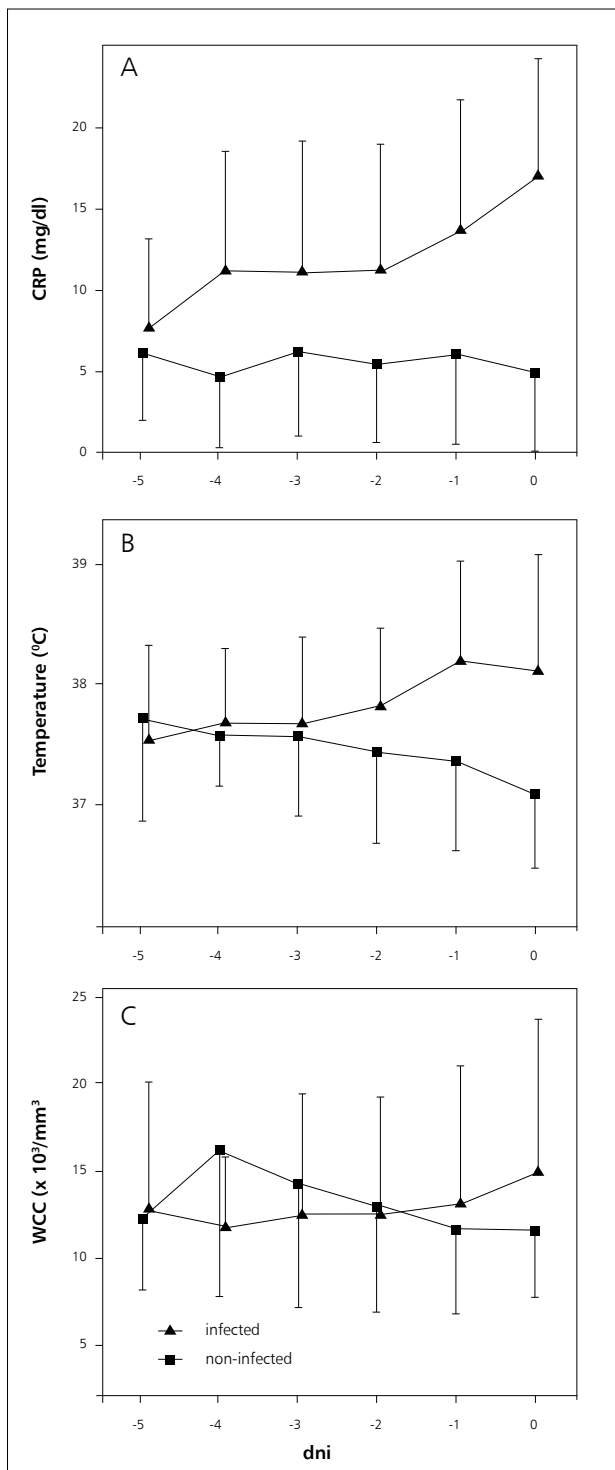 A
CRP (mg/dl)
20
15
10
5
0
-5 -4 -3 -2 -1 0
B
Temperature (⁰C)
39
38
37
-5 -4 -3 -2 -1 0
C
WCC (x 10³/mm³
25
20
15
10
5
infected
non-infected
-5 -4 -3 -2 -1 0
dni